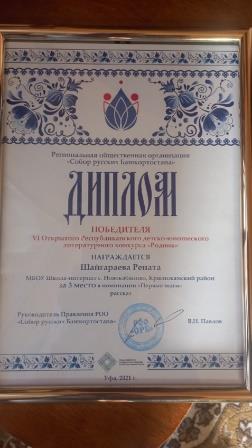 Региональная общественная организация
«Собор русских Башкортостана»
ДИПЛОМ
ПОБЕДИТЕЛЯ
VI Открытого Республиканского детско-юношеского
литературного конкурса «Родник»
НАГРАЖДАЕТСЯ
Шайгараева Рената
МБОУ Школа-интернат с. Новокабаново, Краснокамский район
за 3 место в номинации «Первые шаги»
рассказ
Руководитель Правления РОО
«Собор русских Башкортостана»
В.П. Павлов
Уфа, 2021 г.